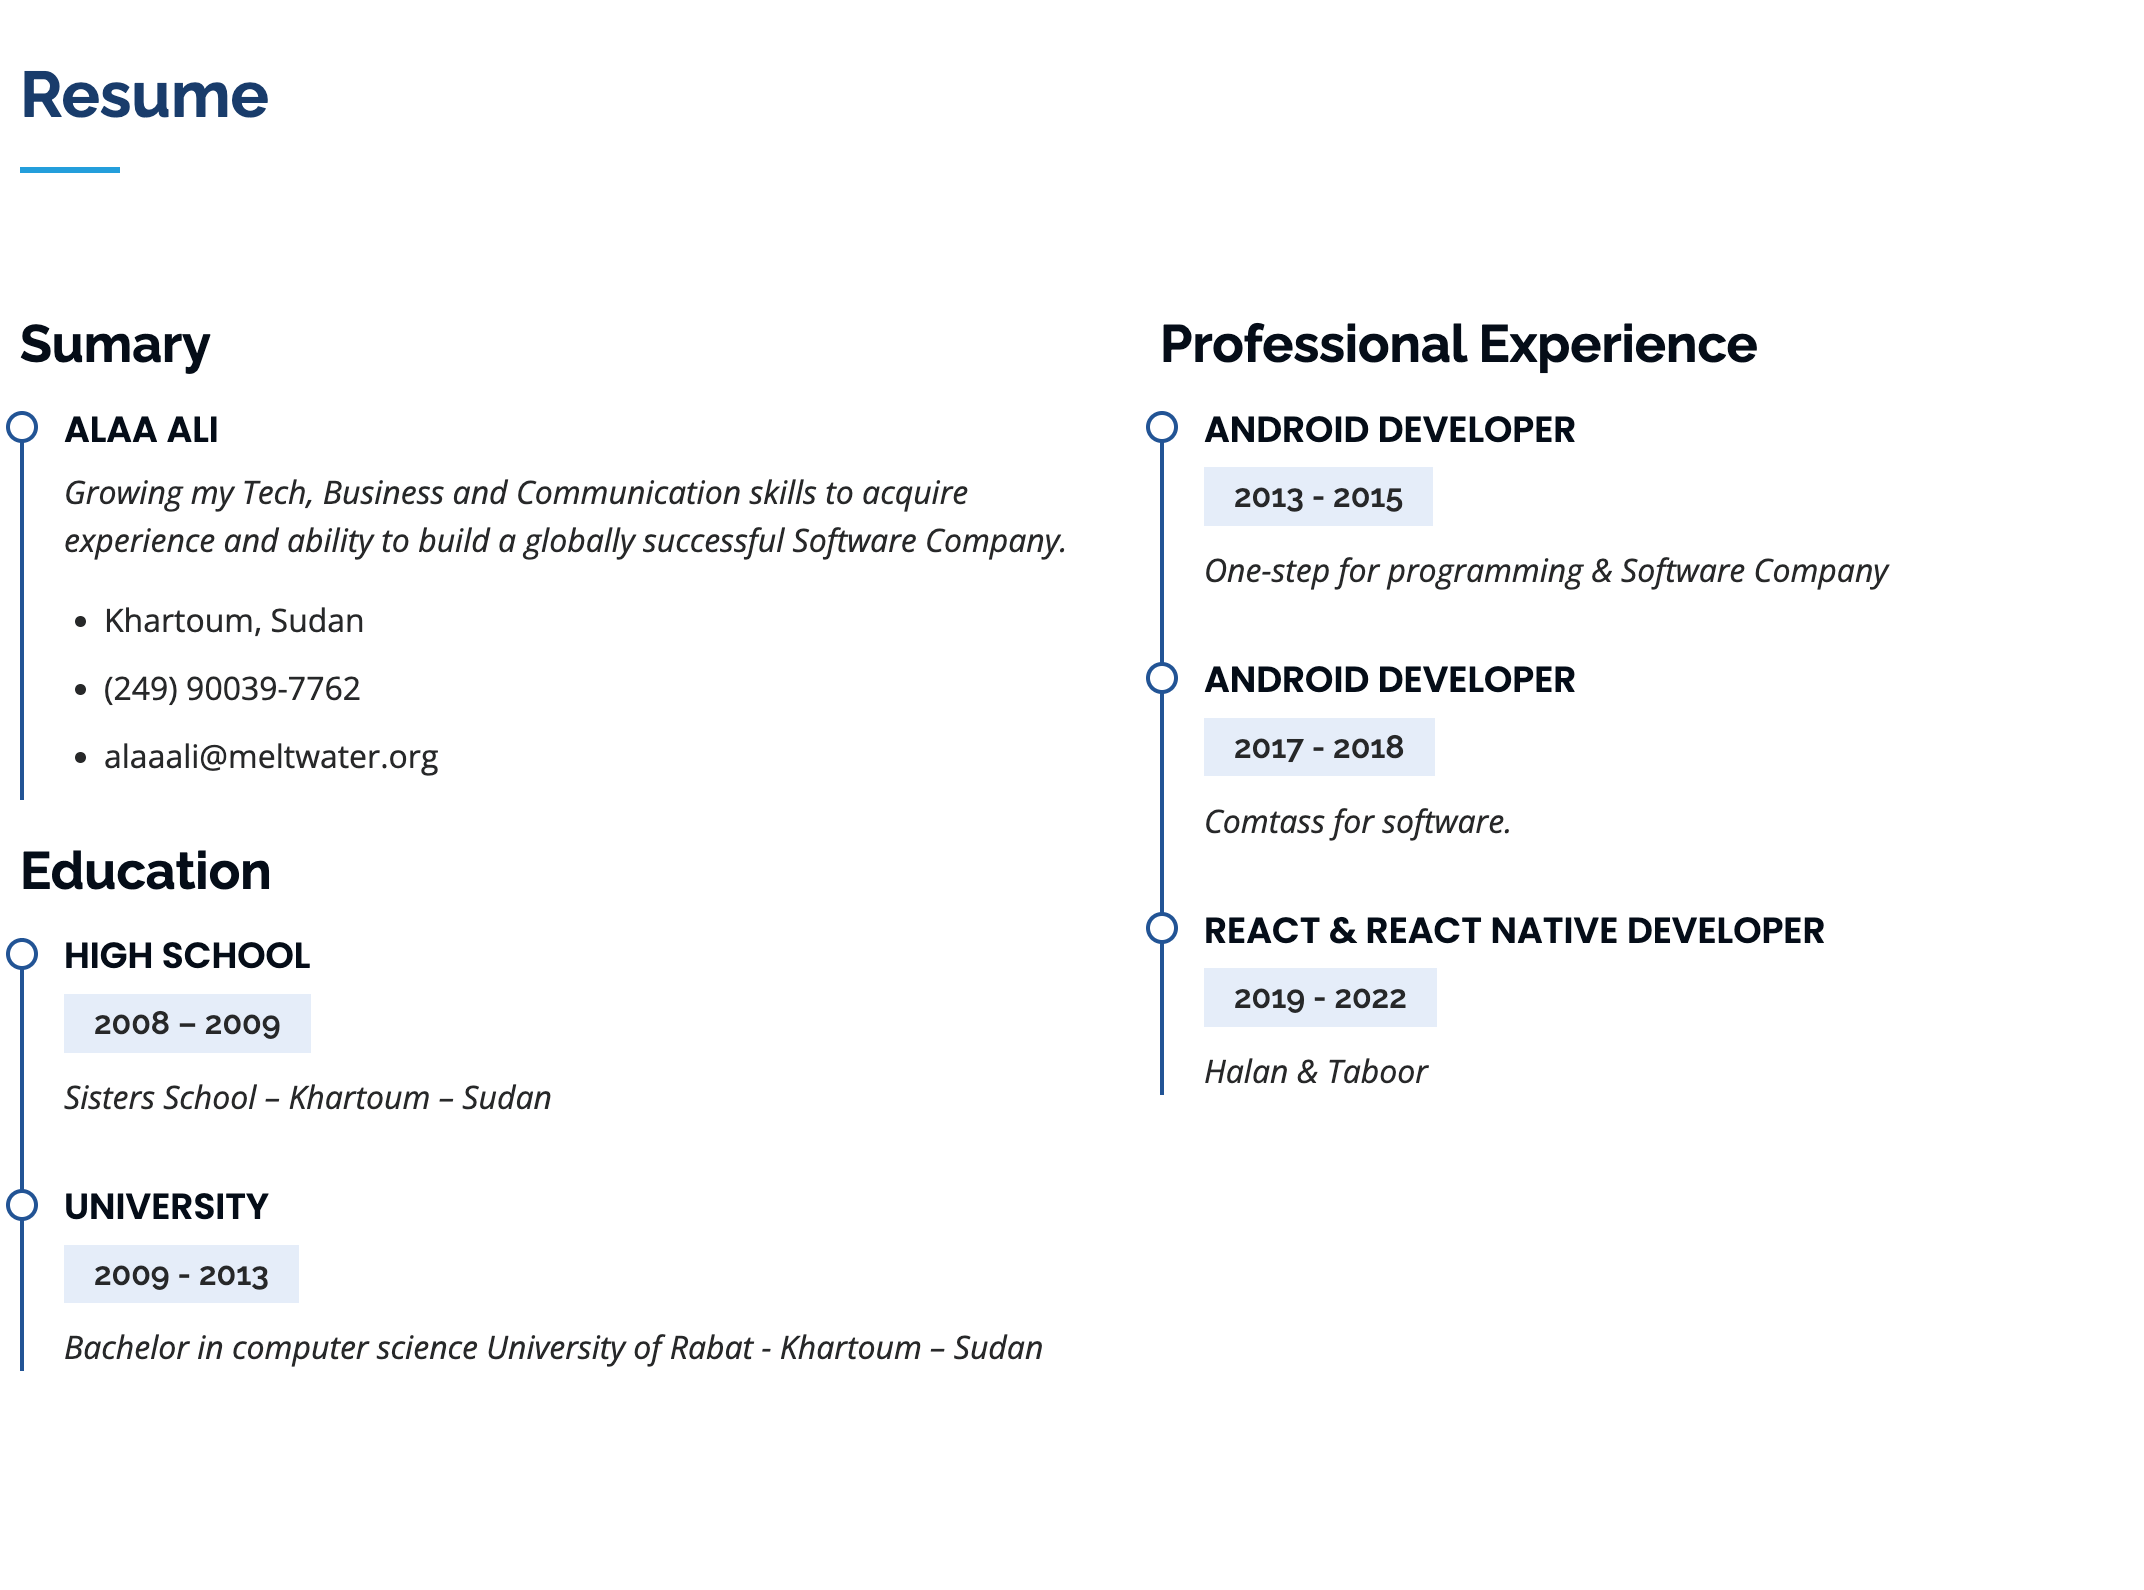 Resume
Sumary
ALAA ALI
Growing my Tech, Business and Communication skills to acquire
experience and ability to build a globally successful Software Company.
• Khartoum, Sudan
• (249) 90039-7762
• alaaali@meltwater.org
Education
HIGH SCHOOL
2008 – 2009
Sisters School – Khartoum – Sudan
UNIVERSITY
2009 - 2013
Bachelor in computer science University of Rabat - Khartoum – Sudan
Professional Experience
ANDROID DEVELOPER
2013 - 2015
One-step for programming & Software Company
ANDROID DEVELOPER
2017 - 2018
Comtass for software.
REACT & REACT NATIVE DEVELOPER
2019 - 2022
Halan & Taboor